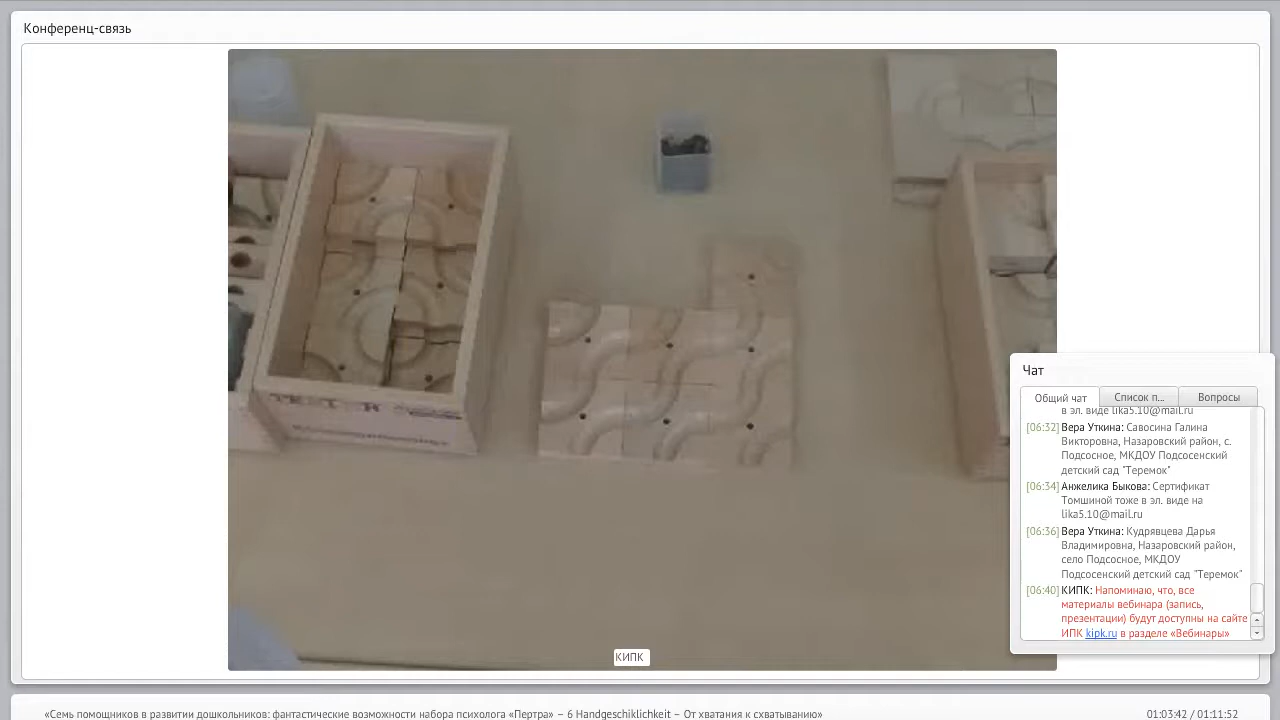 Конференц-связь
КИПК
Чат
Общий чат
Список п...
Вопросы
в эл. виде lika5.10@mail.ru
[06:32] Вера Уткина: Савосина Галина
Викторовна, Назаровский район, с.
Подсосное, МКДОУ Подсосенский
детский сад "Теремок"
[06:34] Анжелика Быкова: Сертификат
Томшиной тоже в эл. виде на
lika5.10@mail.ru
[06:36] Вера Уткина: Кудрявцева Дарья
Владимировна, Назаровский район,
село Подсосное, МКДОУ
Подсосенский детский сад "Теремок"
[06:40] КИПК: Напоминаю, что, все
материалы вебинара (запись,
презентации) будут доступны на сайте
ИПК kipk.ru в разделе «Вебинары»
«Семь помощников в развитии дошкольников: фантастические возможности набора психолога «Пертра» – 6 Handgeschiklichkeit – От хватания к схватыванию»
01:03:42 / 01:11:52